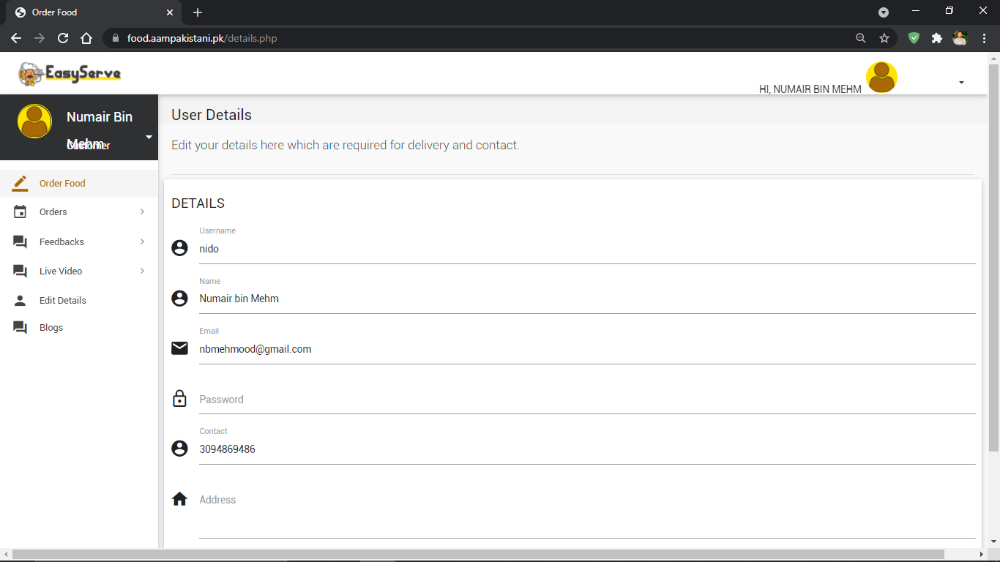 Order Food
food.aampakistani.pk/details.php
EasyServe
HI, NUMAIR BIN MEHM
Numair Bin
Mehm
Customer
Order Food
Orders
Feedbacks
Live Video
Edit Details
Blogs
User Details
Edit your details here which are required for delivery and contact.
DETAILS
Username
nido
Name
Numair bin Mehm
Email
nbmehmood@gmail.com
Password
Contact
3094869486
Address